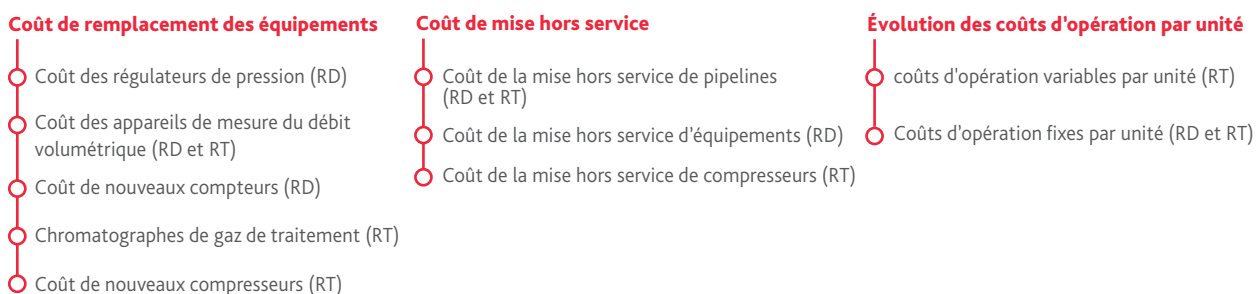 Coût de remplacement des équipements
Coût des régulateurs de pression (RD)
Coût des appareils de mesure du débit
volumétrique (RD et RT)
Coût de nouveaux compteurs (RD)
Chromatographes de gaz de traitement (RT)
Coût de nouveaux compresseurs (RT)
Coût de mise hors service
Coût de la mise hors service de pipelines
(RD et RT)
Coût de la mise hors service d'équipements (RD)
Coût de la mise hors service de compresseurs (RT)
Évolution des coûts d'opération par unité
coûts d'opération variables par unité (RT)
Coûts d'opération fixes par unité (RD et RT)